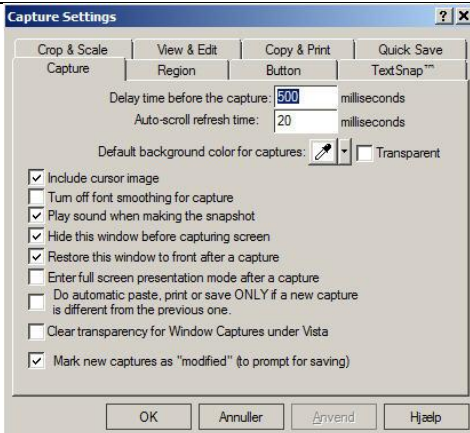 Capture Settings
Crop & Scale View & Edit Copy & Print Quick Save
Capture Region Button TextSnap™
Delay time before the capture: 500 milliseconds
Auto-scroll refresh time: 20 milliseconds
Default background color for captures: Transparent
Include cursor image
Turn off font smoothing for capture
Play sound when making the snapshot
Hide this window before capturing screen
Restore this window to front after a capture
Enter full screen presentation mode after a capture
Do automatic paste, print or save ONLY if a new capture
is different from the previous one.
Clear transparency for Window Captures under Vista
Mark new captures as "modified" (to prompt for saving)
OK Annuller Anvend Hjælp